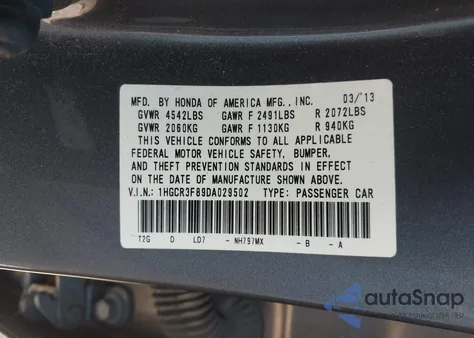 MFD. BY HONDA OF AMERICA MFG., INC. 03/'13
GVWR 4542LBS GAWR F 2491LBS R 2072LBS
GVWR 2060KG GAWR F 1130KG R 940KG
THIS VEHICLE CONFORMS TO ALL APPLICABLE
FEDERAL MOTOR VEHICLE SAFETY, BUMPER,
AND THEFT PREVENTION STANDARDS IN EFFECT
ON THE DATE OF MANUFACTURE SHOWN ABOVE.
V.I.N.: 1HGCR3F89DA029502 TYPE: PASSENGER CAR
T2G D LD7 - NH797MX - B - A
autoSnap